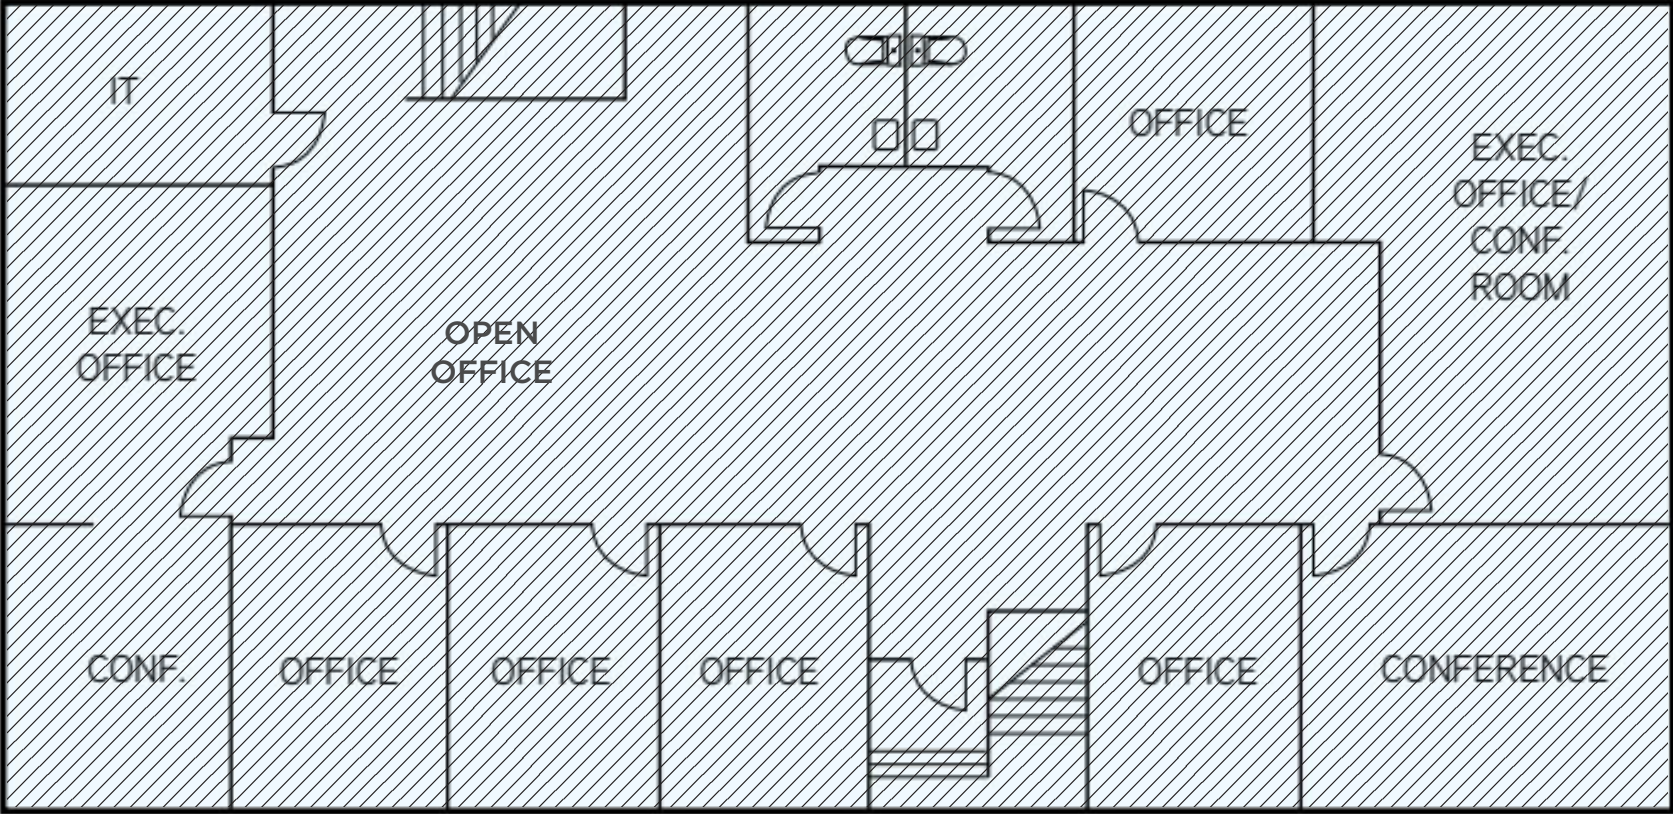 IT
OFFICE
EXEC.
OFFICE/
CONF.
ROOM
EXEC.
OFFICE
OPEN
OFFICE
CONF.
OFFICE
OFFICE
OFFICE
OFFICE
CONFERENCE